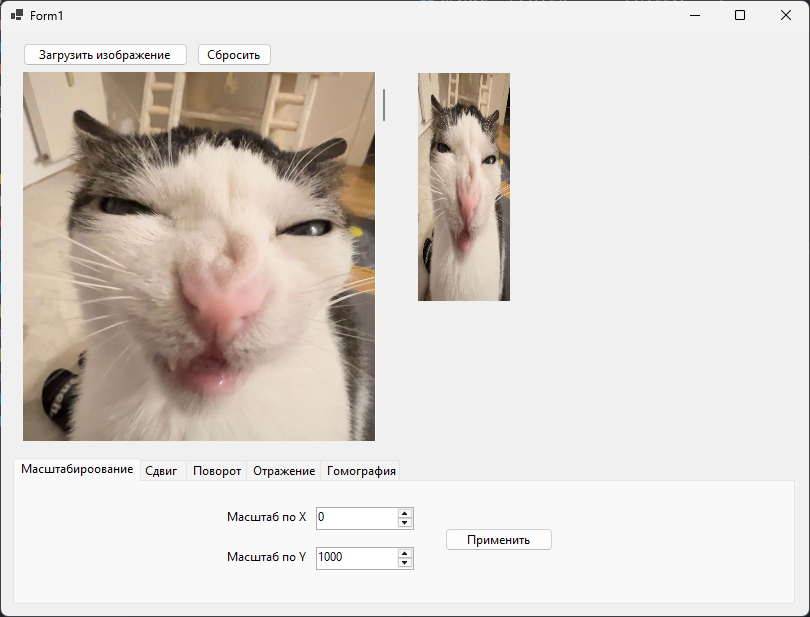 Form1
Загрузить изображение
Сбросить
Масштабироование
Сдвиг
Поворот
Отражение
Гомография
Масштаб по X
0
Масштаб по Y
1000
Применить